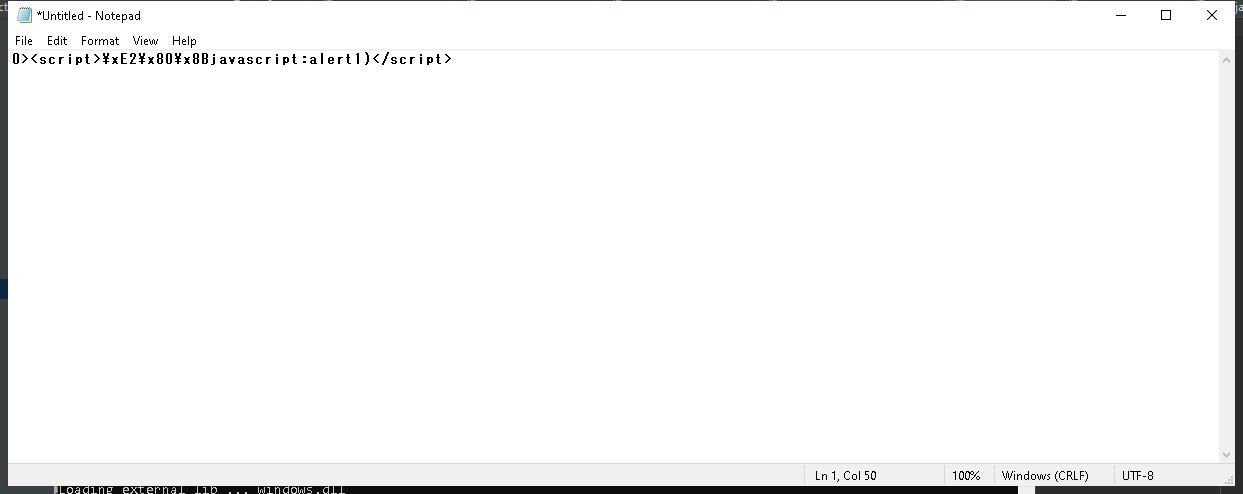 *Untitled - Notepad
File Edit Format View Help
0><script>¥xE2¥x80¥x8Bjavascript:alert1)</script>
Ln 1, Col 50 100% Windows (CRLF) UTF-8
Loading external lib ... windows.dll